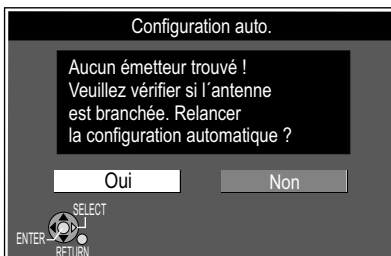 Configuration auto.
Aucun émetteur trouvé !
Veuillez vérifier si l´antenne
est branchée. Relancer
la configuration automatique ?
Oui
Non
SELECT
ENTER
RETURN